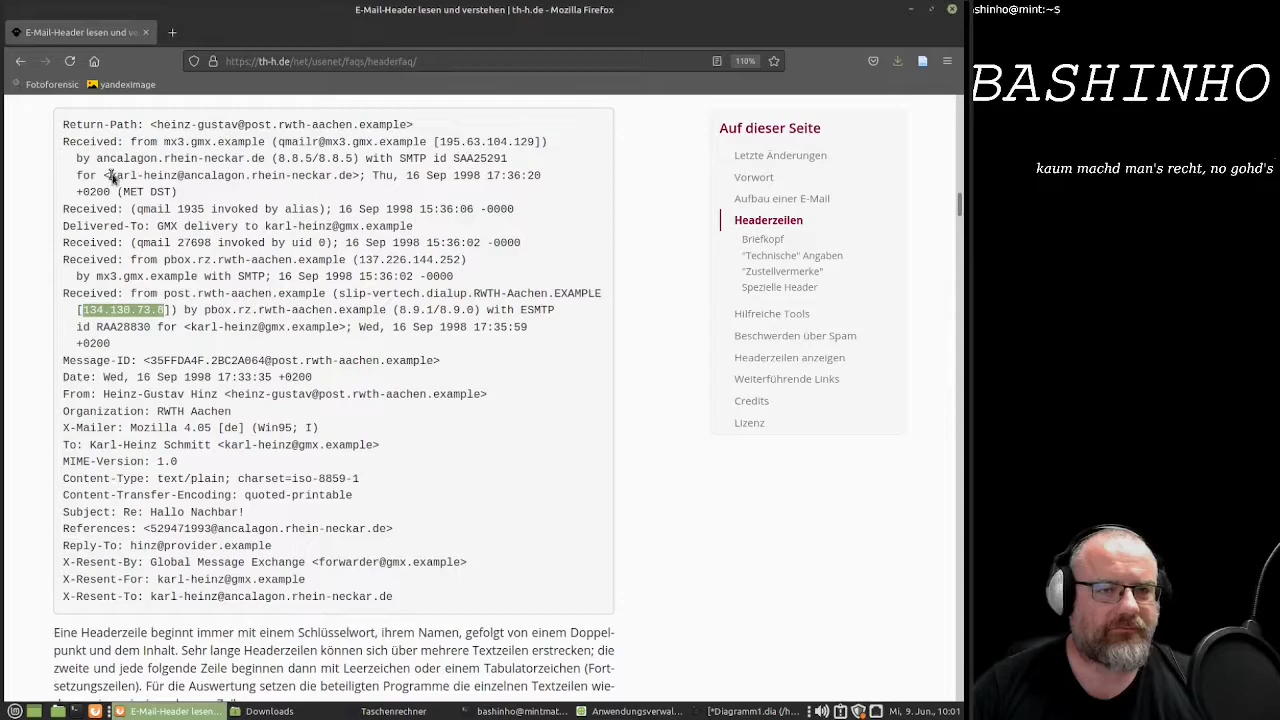 E-Mail-Header lesen und verstehen | th-h.de - Mozilla Firefox
bashinho@mint:~$
E-Mail-Header lesen und ve
https://th-h.de/net/usenet/faqs/headerfaq/
110%
Fotoforensic
yandeximage
Return-Path: <heinz-gustav@post.rwth-aachen.example>
Received: from mx3.gmx.example (qmailr@mx3.gmx.example [195.63.104.129])
by ancalagon.rhein-neckar.de (8.8.5/8.8.5) with SMTP id SAA25291
for <karl-heinz@ancalagon.rhein-neckar.de>; Thu, 16 Sep 1998 17:36:20
+0200 (MET DST)
Received: (qmail 1935 invoked by alias); 16 Sep 1998 15:36:06 -0000
Delivered-To: GMX delivery to karl-heinz@gmx.example
Received: (qmail 27698 invoked by uid 0); 16 Sep 1998 15:36:02 -0000
Received: from pbox.rz.rwth-aachen.example (137.226.144.252)
by mx3.gmx.example with SMTP; 16 Sep 1998 15:36:02 -0000
Received: from post.rwth-aachen.example (slip-vertech.dialup.RWTH-Aachen.EXAMPLE
[134.130.73.8]) by pbox.rz.rwth-aachen.example (8.9.1/8.9.0) with ESMTP
id RAA28830 for <karl-heinz@gmx.example>; Wed, 16 Sep 1998 17:35:59
+0200
Message-ID: <35FFDA4F.2BC2A064@post.rwth-aachen.example>
Date: Wed, 16 Sep 1998 17:33:35 +0200
From: Heinz-Gustav Hinz <heinz-gustav@post.rwth-aachen.example>
Organization: RWTH Aachen
X-Mailer: Mozilla 4.05 [de] (Win95; I)
To: Karl-Heinz Schmitt <karl-heinz@gmx.example>
MIME-Version: 1.0
Content-Type: text/plain; charset=iso-8859-1
Content-Transfer-Encoding: quoted-printable
Subject: Re: Hallo Nachbar!
References: <529471993@ancalagon.rhein-neckar.de>
Reply-To: hinz@provider.example
X-Resent-By: Global Message Exchange <forwarder@gmx.example>
X-Resent-For: karl-heinz@gmx.example
X-Resent-To: karl-heinz@ancalagon.rhein-neckar.de
Eine Headerzeile beginnt immer mit einem Schlüsselwort, ihrem Namen, gefolgt von einem Doppel-
punkt und dem Inhalt. Sehr lange Headerzeilen können sich über mehrere Textzeilen erstrecken; die
zweite und jede folgende Zeile beginnen dann mit Leerzeichen oder einem Tabulatorzeichen (Fort-
setzungszeilen). Für die Auswertung setzen die beteiligten Programme die einzelnen Textzeilen wie-
Auf dieser Seite
Letzte Änderungen
Vorwort
Aufbau einer E-Mail
Headerzeilen
Briefkopf
"Technische" Angaben
"Zustellvermerke"
Spezielle Header
Hilfreiche Tools
Beschwerden über Spam
Headerzeilen anzeigen
Weiterführende Links
Credits
Lizenz
BASHINHO
kaum machd man's recht, no gohd's
E-Mail-Header lesen...
Downloads
Taschenrechner
bashinho@mintmat...
Anwendungsverwal...
[*Diagramm1.dia (/h...
Mi, 9. Jun., 10:01